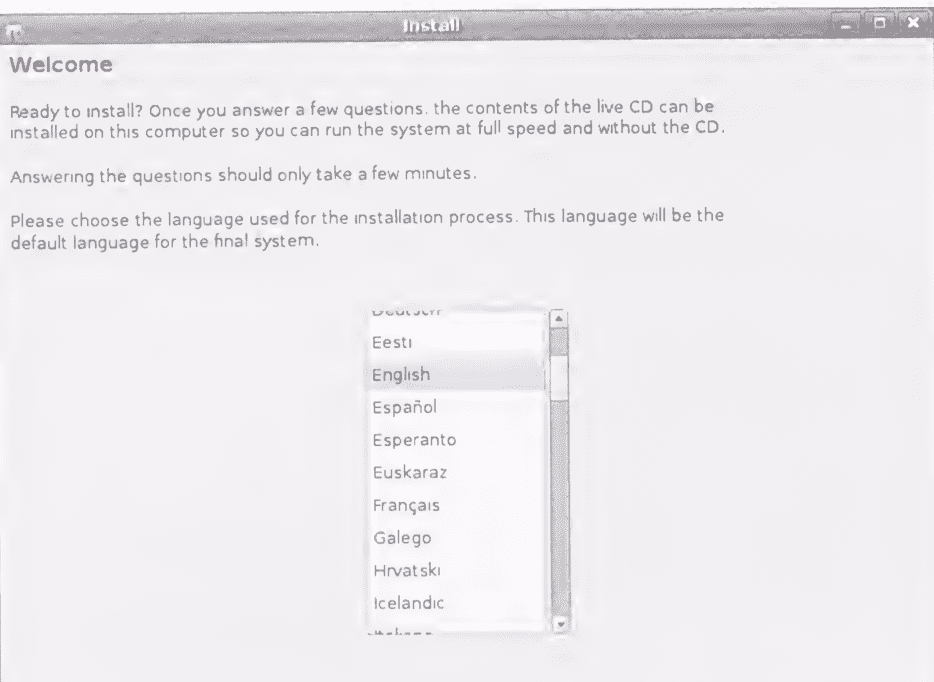 Install
Welcome
Ready to install? Once you answer a few questions. the contents of the live CD can be
installed on this computer so you can run the system at full speed and without the CD.
Answering the questions should only take a few minutes.
Please choose the language used for the installation process. This language will be the
default language for the final system.
Eesti
English
Español
Esperanto
Euskaraz
Français
Galego
Hrvatski
Icelandic